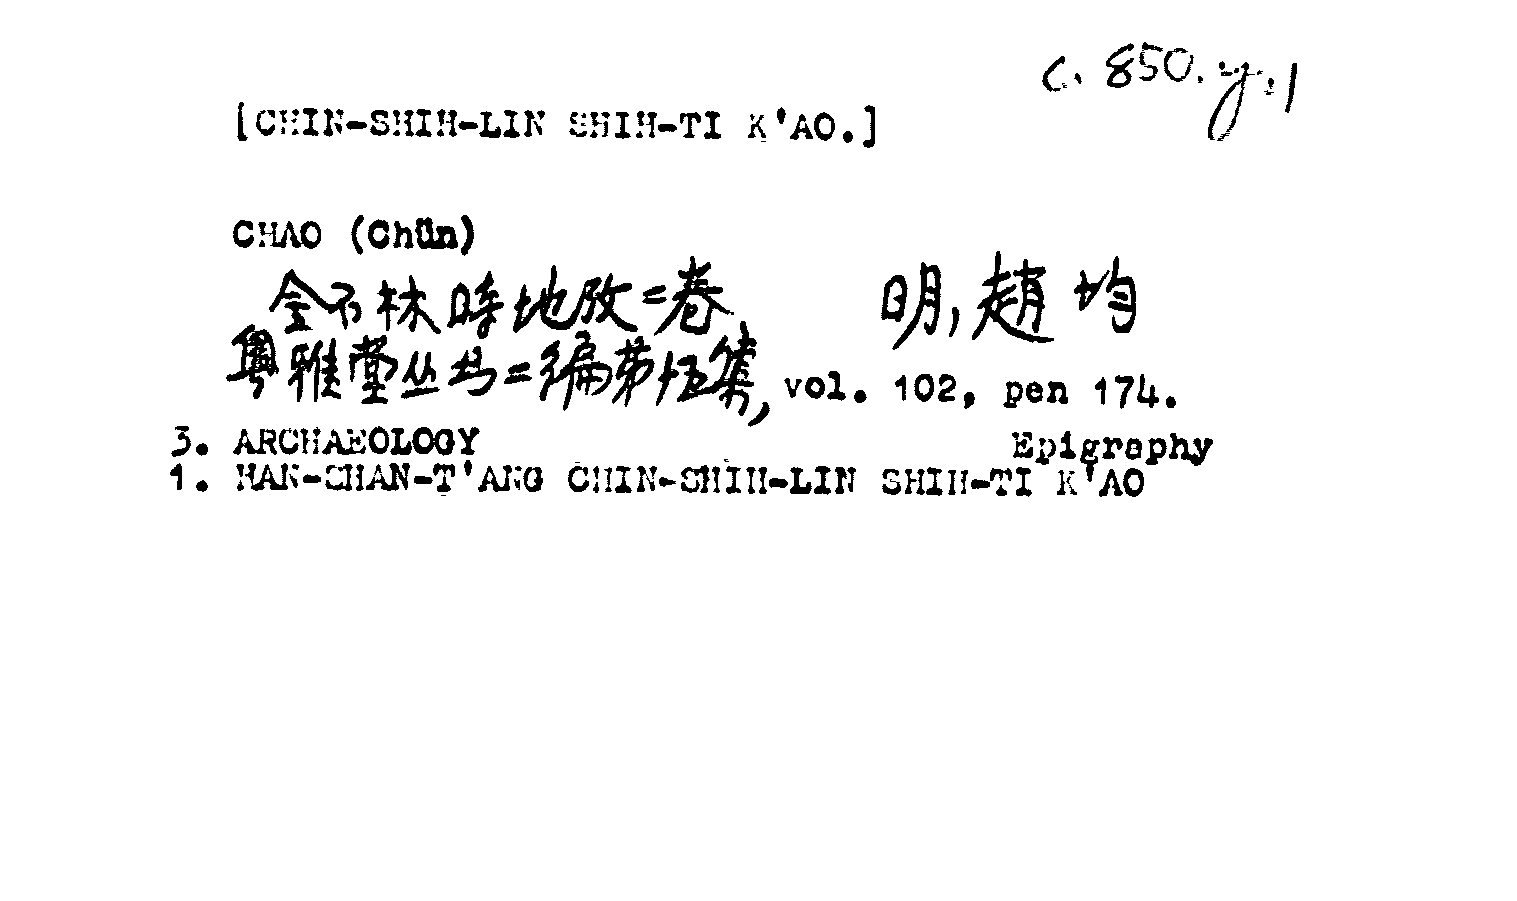 c. 850. y. 1
[CHIN-SHIH-LIN SHIH-TI K'AO.]
CHAO (Chün)
金石林時地攷二卷 明, 趙均
粵雅堂丛书二編第伍集, vol. 102, pen 174.
3. ARCHAEOLOGY Epigraphy
1. HAN-SHAN-T'ANG CHIN-SHIH-LIN SHIH-TI K'AO